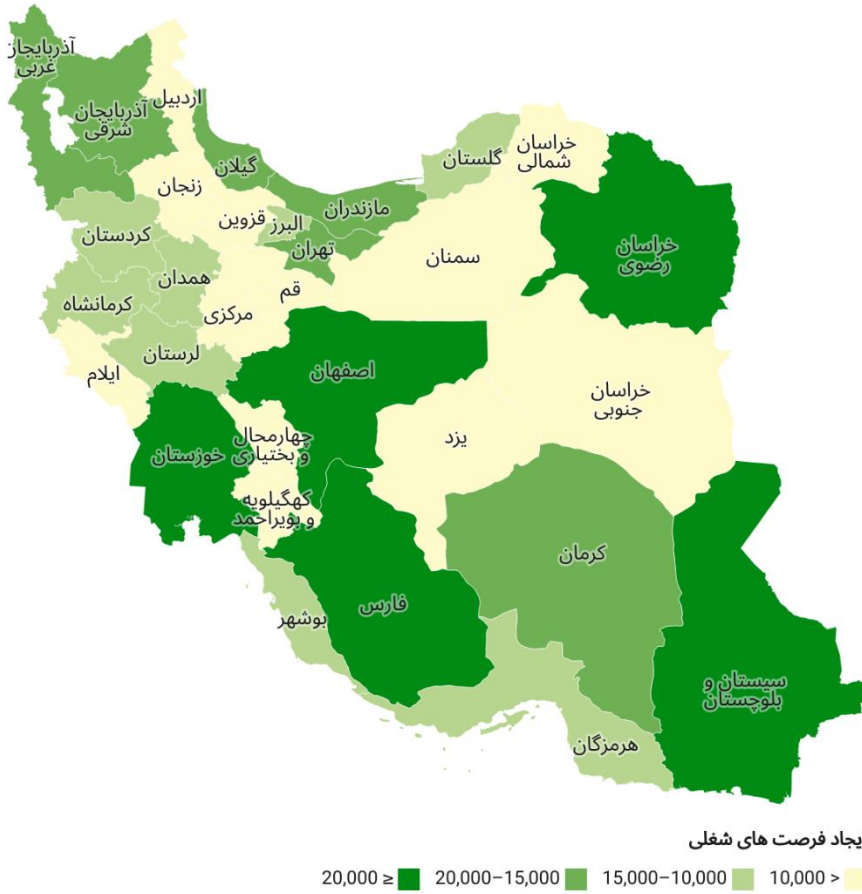 آذربایجان
غربی
آذربایجان
شرقی
اردبیل
گیلان
زنجان
قزوین
البرز
مازندران
تهران
گلستان
خراسان
شمالی
خراسان
رضوی
سمنان
کردستان
همدان
کرمانشاه
قم
مرکزی
لرستان
ایلام
اصفهان
خراسان
جنوبی
یزد
چهارمحال
و بختیاری
خوزستان
کهگیلویه
و بویراحمد
کرمان
فارس
بوشهر
سیستان و
بلوچستان
هرمزگان
یجاد فرصت های شغلی
20,000 ≤ 20,000–15,000 15,000–10,000 10,000 >